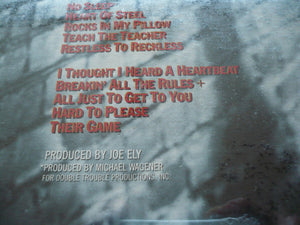 No Sleep
Heart Of Steel
Rocks In My Pillow
Teach The Teacher
Restless To Reckless
I Thought I Heard A Heartbeat
Breakin' All The Rules +
All Just To Get To You
Hard To Please
Their Game
PRODUCED BY JOE ELY
*PRODUCED BY MICHAEL WAGENER
FOR DOUBLE TROUBLE PRODUCTIONS, INC.